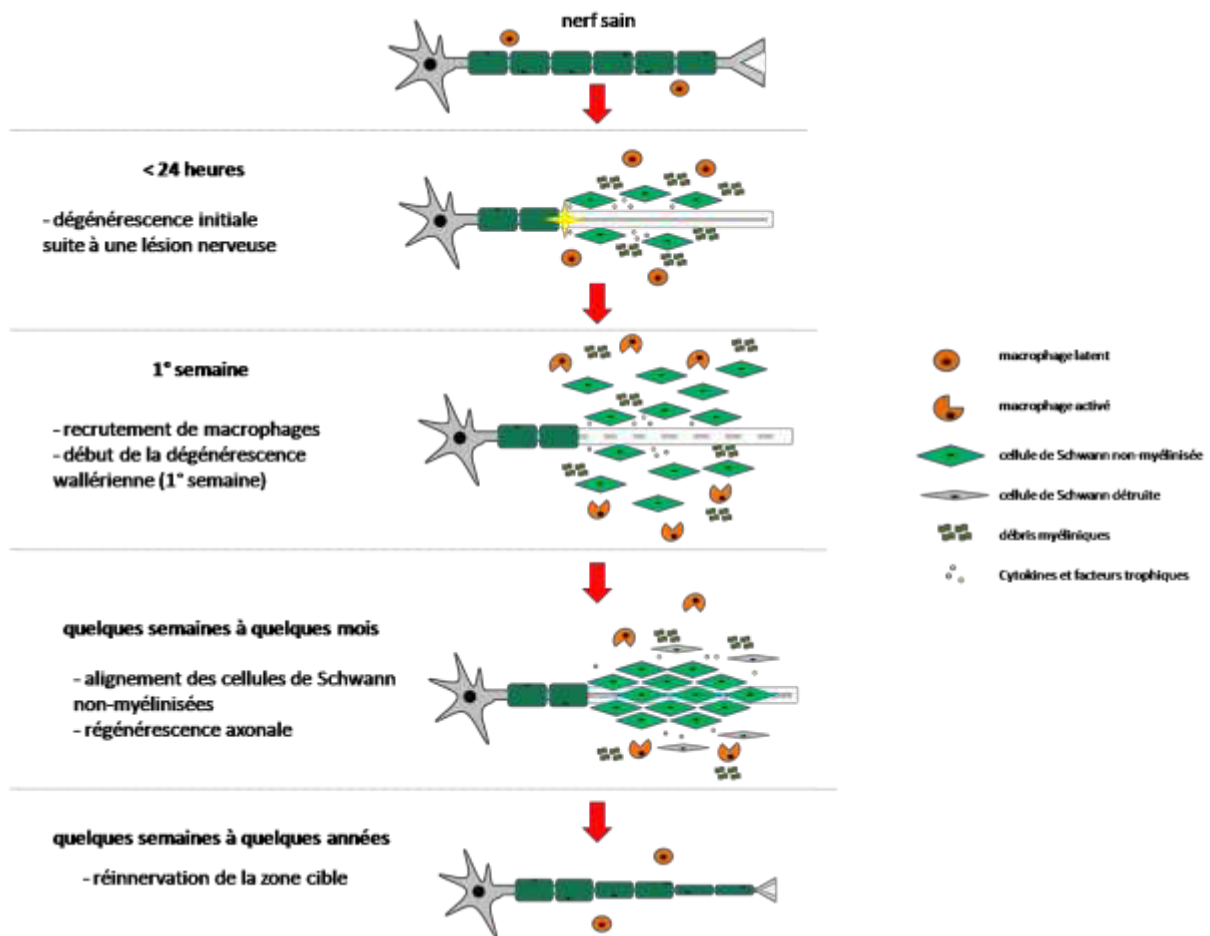 nerf sain
< 24 heures
- dégénérescence initiale
suite à une lésion nerveuse
1° semaine
- recrutement de macrophages
- début de la dégénérescence
wallérienne (1° semaine)
quelques semaines à quelques mois
- alignement des cellules de Schwann
non-myélinisées
- régénérescence axonale
quelques semaines à quelques années
- réinnervation de la zone cible
macrophage latent
macrophage activé
cellule de Schwann non-myélinisée
cellule de Schwann détruite
débris myéliniques
Cytokines et facteurs trophiques